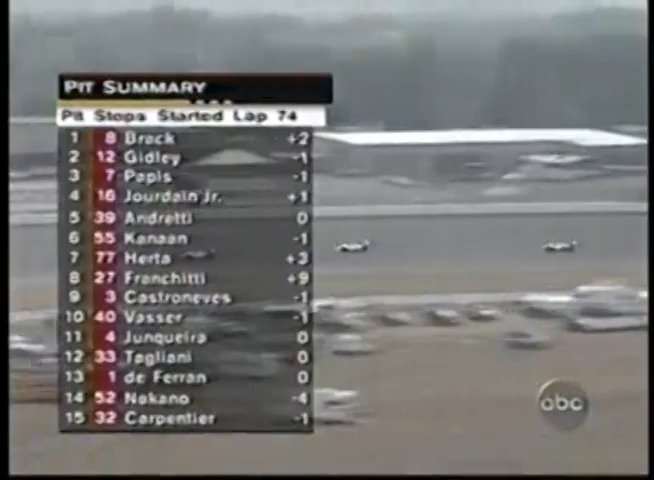 PIT SUMMARY
Pit Stops Started Lap 74
1 8 Brack +2
2 12 Gidley -1
3 7 Papis -1
4 16 Jourdain Jr. +1
5 39 Andretti 0
6 55 Kanaan -1
7 77 Herta +3
8 27 Franchitti +9
9 3 Castroneves -1
10 40 Vasser -1
11 4 Junqueira 0
12 33 Tagliani 0
13 1 de Ferran 0
14 52 Nakano -4
15 32 Carpentier -1
abc